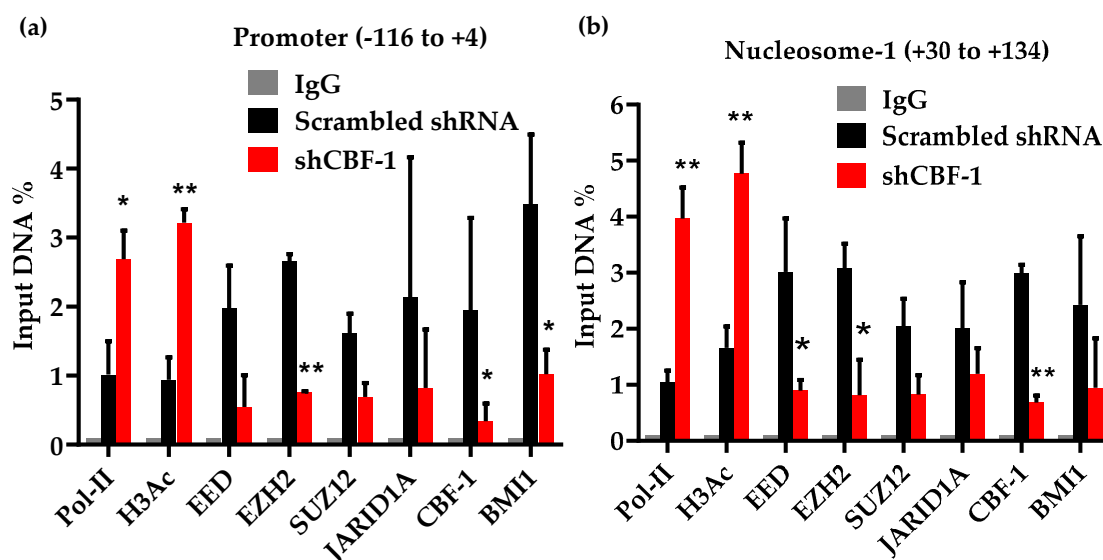 (a)
Promoter (-116 to +4)
IgG
Scrambled shRNA
shCBF-1
Input DNA %
5
4
3
2
1
0
*
**
**
*
*
Pol-II
H3Ac
EED
EZH2
SUZ12
JARID1A
CBF-1
BMI1
(b)
Nucleosome-1 (+30 to +134)
IgG
Scrambled shRNA
shCBF-1
Input DNA %
6
5
4
3
2
1
0
**
**
*
*
**
Pol-II
H3Ac
EED
EZH2
SUZ12
JARID1A
CBF-1
BMI1